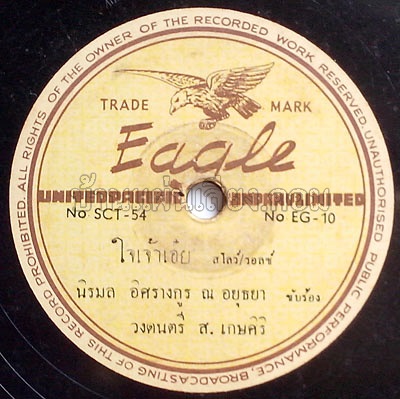 ALL RIGHTS OF THE OWNER OF THE RECORDED WORK RESERVED. UNAUTHORISED PUBLIC PERFORMANCE, BROADCASTING OF THIS RECORD PROHIBITED.
TRADE MARK
Eagle
UNITED PACIFIC LIMITED
No SCT-54 No EG-10
ใจเจ้าเอ๋ย สโลว์/วอลซ์
นิรมล อิศรางกูร ณ อยุธยา ขับร้อง
วงดนตรี ส. เกษศิริ